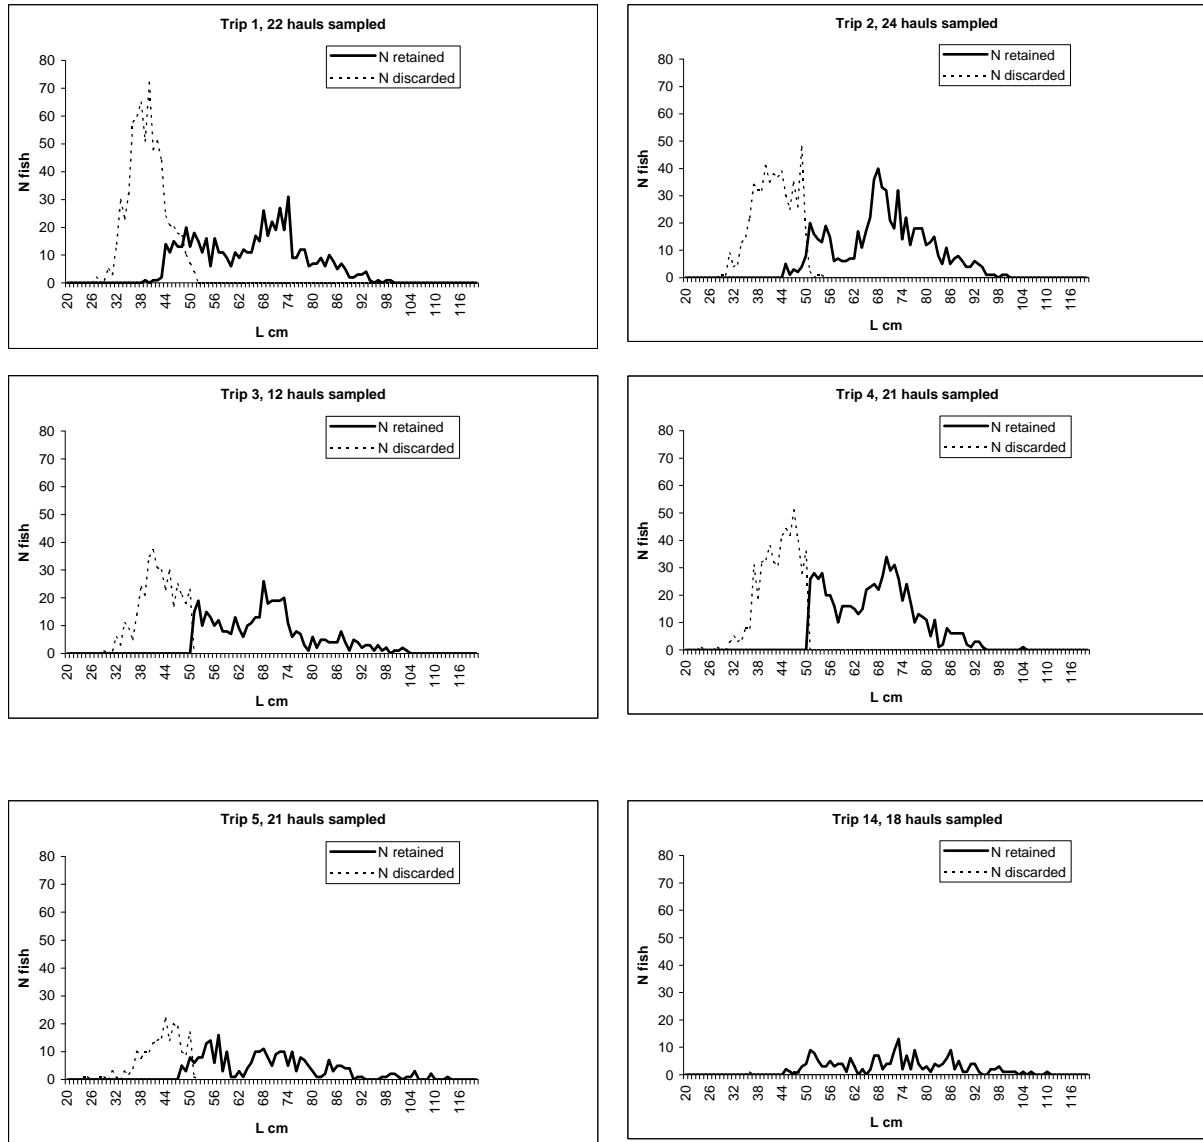 Trip 1, 22 hauls sampled
N retained
N discarded
80
70
60
50
40
30
20
10
0
N fish
20 26 32 38 44 50 56 62 68 74 80 86 92 98 104 110 116
L cm
Trip 2, 24 hauls sampled
N retained
N discarded
80
70
60
50
40
30
20
10
0
N fish
20 26 32 38 44 50 56 62 68 74 80 86 92 98 104 110 116
L cm
Trip 3, 12 hauls sampled
N retained
N discarded
80
70
60
50
40
30
20
10
0
N fish
20 26 32 38 44 50 56 62 68 74 80 86 92 98 104 110 116
L cm
Trip 4, 21 hauls sampled
N retained
N discarded
80
70
60
50
40
30
20
10
0
N fish
20 26 32 38 44 50 56 62 68 74 80 86 92 98 104 110 116
L cm
Trip 5, 21 hauls sampled
N retained
N discarded
80
70
60
50
40
30
20
10
0
N fish
20 26 32 38 44 50 56 62 68 74 80 86 92 98 104 110 116
L cm
Trip 14, 18 hauls sampled
N retained
N discarded
80
70
60
50
40
30
20
10
0
N fish
20 26 32 38 44 50 56 62 68 74 80 86 92 98 104 110 116
L cm